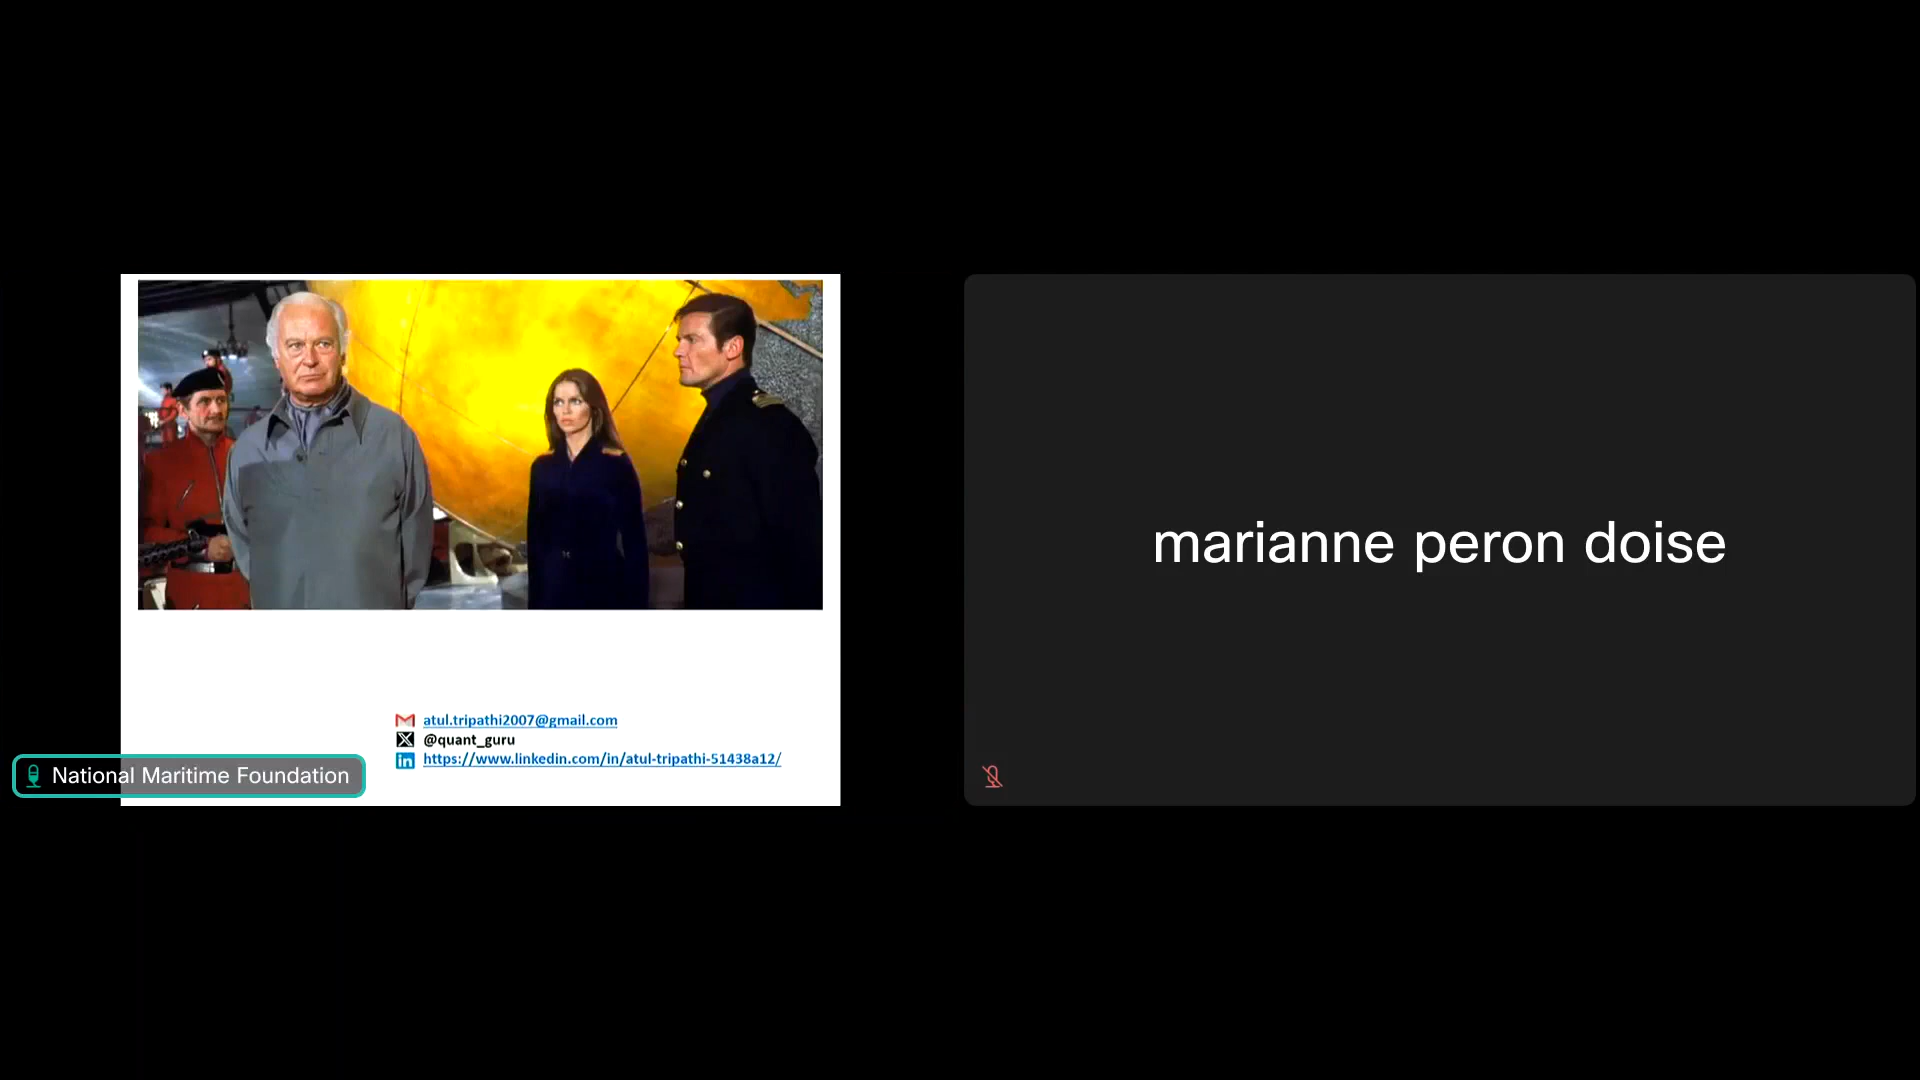 atul.tripathi2007@gmail.com
@quant_guru
https://www.linkedin.com/in/atul-tripathi-51438a12/
National Maritime Foundation
marianne peron doise